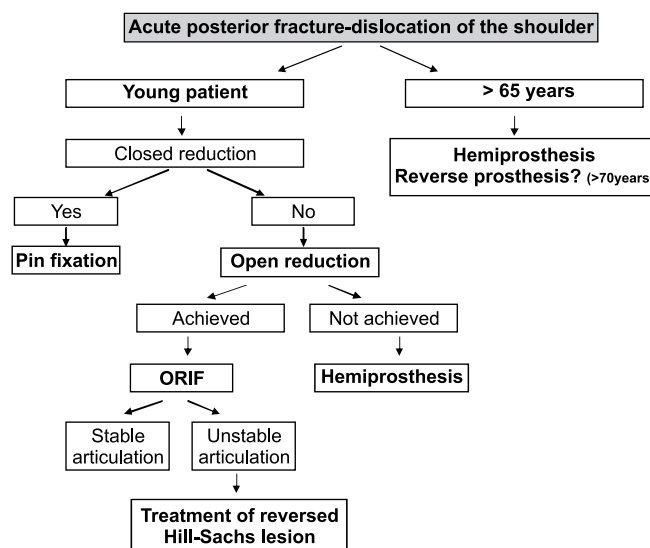 Acute posterior fracture-dislocation of the shoulder
Young patient
> 65 years
Closed reduction
Hemiprosthesis
Reverse prosthesis? (>70years
Yes
No
Pin fixation
Open reduction
Achieved
Not achieved
ORIF
Hemiprosthesis
Stable
articulation
Unstable
articulation
Treatment of reversed
Hill-Sachs lesion